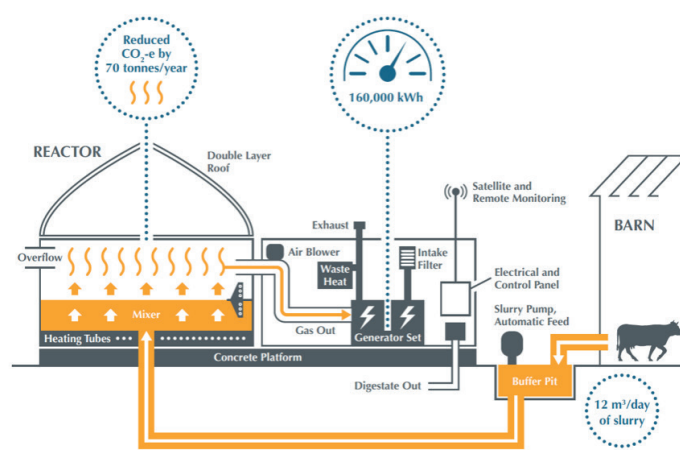 Reduced
CO₂-e by
70 tonnes/year
160,000 kWh
REACTOR
Double Layer
Roof
Satellite and
Remote Monitoring
BARN
Exhaust
Overflow
Air Blower
Intake
Filter
Waste
Heat
Electrical and
Control Panel
Mixer
Slurry Pump,
Automatic Feed
Gas Out
Generator Set
Heating Tubes
Concrete Platform
Digestate Out
Buffer Pit
12 m³/day
of slurry